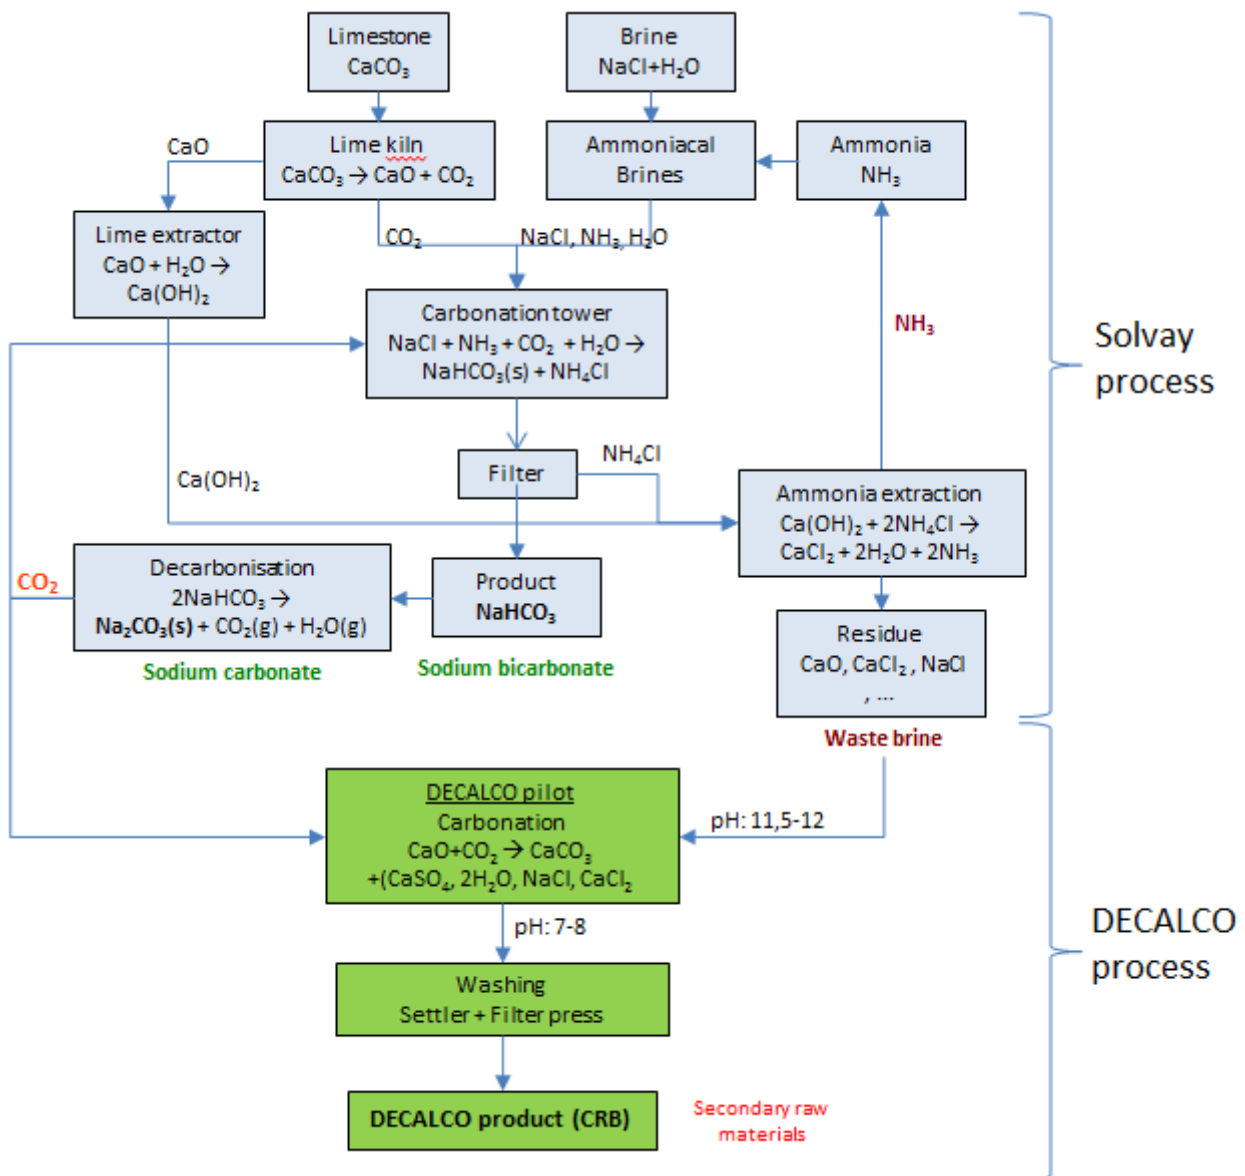 Limestone
CaCO₃
Brine
NaCl+H₂O
CaO
Lime kiln
CaCO₃ → CaO + CO₂
Ammoniacal
Brines
Ammonia
NH₃
Lime extractor
CaO + H₂O →
Ca(OH)₂
CO₂
NaCl, NH₃, H₂O
Carbonation tower
NaCl + NH₃ + CO₂ + H₂O →
NaHCO₃(s) + NH₄Cl
NH₃
Solvay
process
Ca(OH)₂
Filter
NH₄Cl
Ammonia extraction
Ca(OH)₂ + 2NH₄Cl →
CaCl₂ + 2H₂O + 2NH₃
CO₂
Decarbonisation
2NaHCO₃ →
Na₂CO₃(s) + CO₂(g) + H₂O(g)
Sodium carbonate
Product
NaHCO₃
Sodium bicarbonate
Residue
CaO, CaCl₂ , NaCl
, ...
Waste brine
DECALCO pilot
Carbonation
CaO+CO₂ → CaCO₃
+(CaSO₄, 2H₂O, NaCl, CaCl₂
pH: 11,5-12
pH: 7-8
Washing
Settler + Filter press
DECALCO
process
DECALCO product (CRB)
Secondary raw
materials